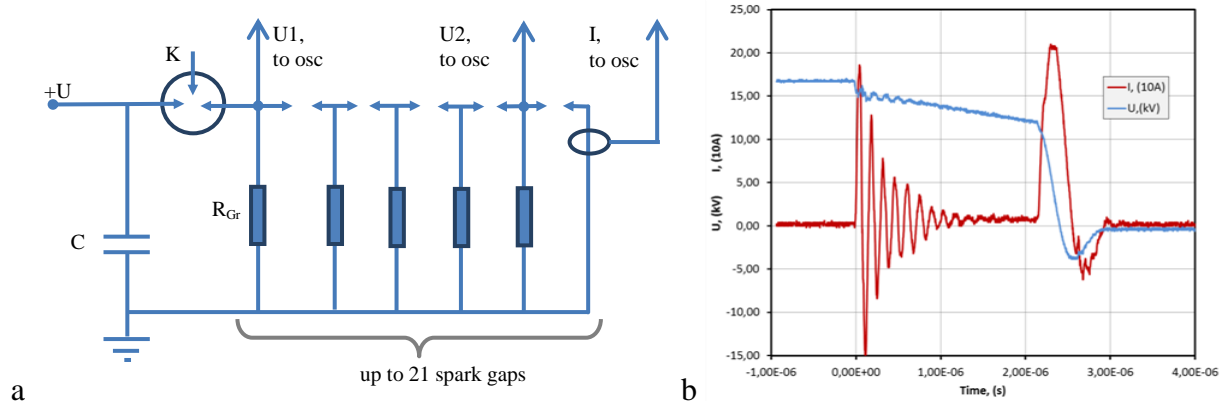 K
U1,
to osc
U2,
to osc
I,
to osc
+U
R_Gr
C
up to 21 spark gaps
a
25,00
20,00
15,00
10,00
5,00
0,00
-5,00
-10,00
-15,00
I, (10A)
U, (kV)
I, (10A)
U,(kV)
-1,00E-06
0,00E+00
1,00E-06
2,00E-06
3,00E-06
4,00E-06
Time, (s)
b